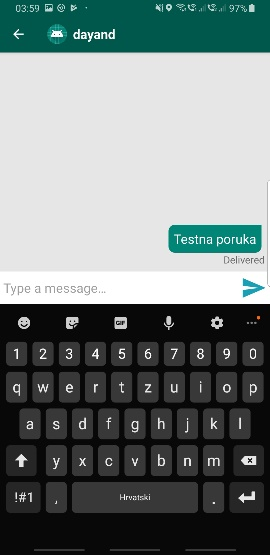 03:59 97%
dayand
Testna poruka
Delivered
Type a message...
GIF
1 2 3 4 5 6 7 8 9 0
q w e r t z u i o p
a s d f g h j k l
y x c v b n m
!#1 , Hrvatski .